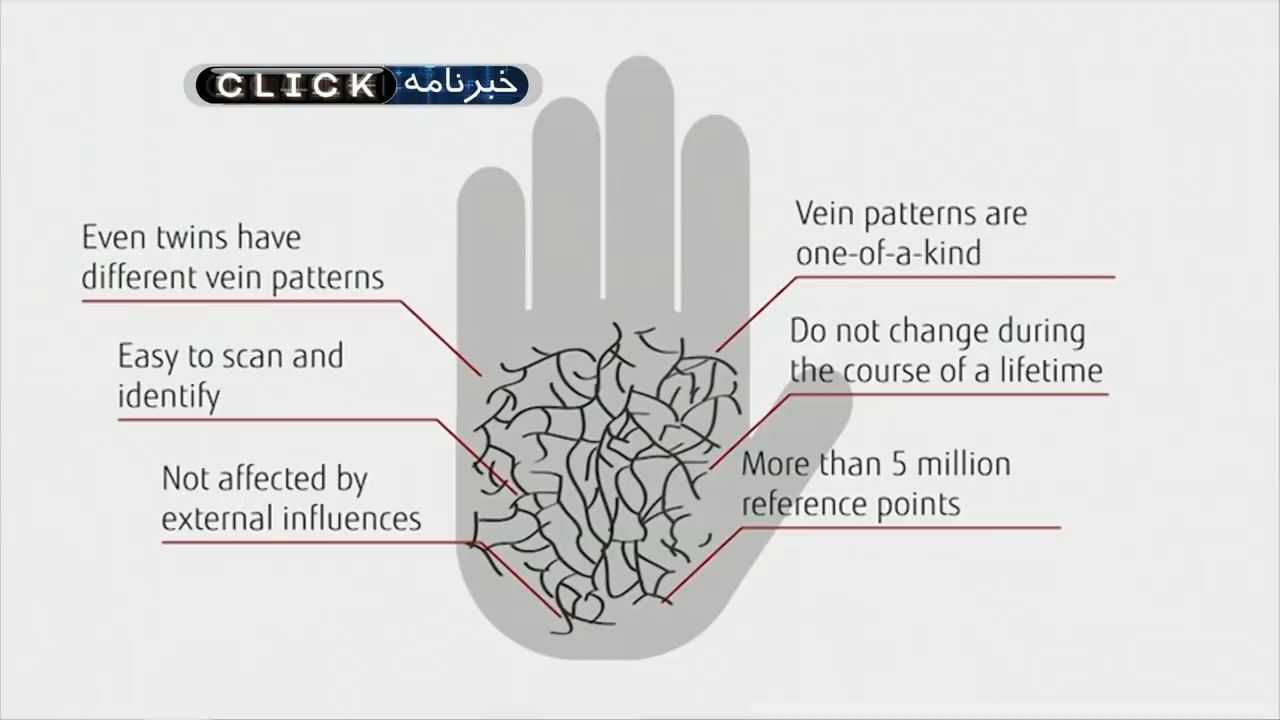 CLICK خبرنامه
Even twins have
different vein patterns
Easy to scan and
identify
Not affected by
external influences
Vein patterns are
one-of-a-kind
Do not change during
the course of a lifetime
More than 5 million
reference points